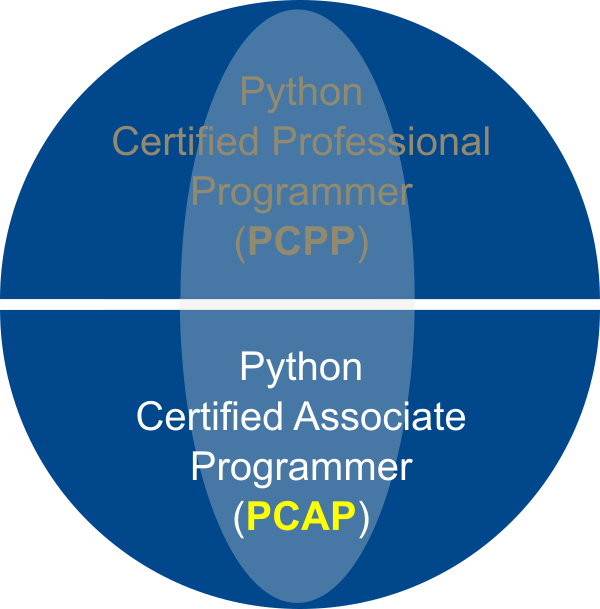 Python
Certified Professional
Programmer
(PCPP)
Python
Certified Associate
Programmer
(PCAP)